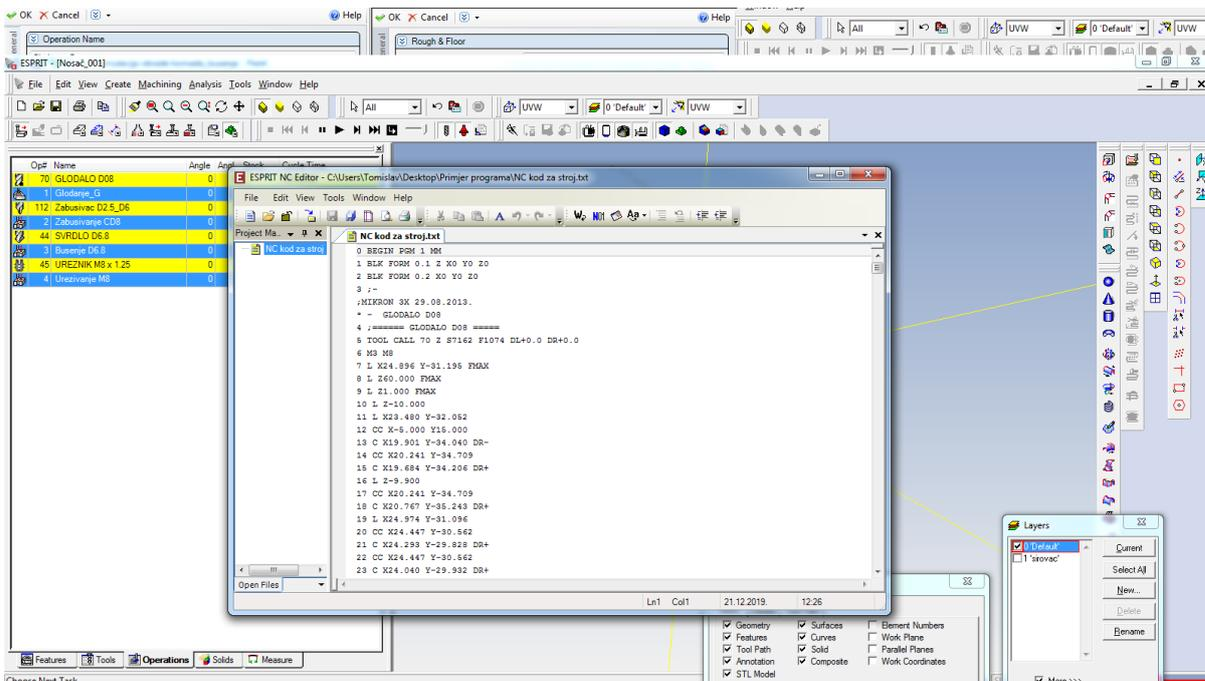 OK Cancel Help
Operation Name
OK Cancel Help
Rough & Floor
All UVW 0 'Default' UVW
ESPRIT - [Nosač_001]
File Edit View Create Machining Analysis Tools Window Help
All UVW 0 'Default' UVW
Op# Name Angle Angl Stock Cycle Time
70 GLODALO D08 0
1 Glodanje_G 0
112 Zabusivac D2.5_D6 0
2 Zabusivanje CD8 0
44 SVRDLO D6.8 0
3 Busenje D6.8 0
45 UREZNIK M8 x 1.25 0
4 Urezivanje M8 0
ESPRIT NC Editor - C:\Users\Tomislav\Desktop\Primjer programa\NC kod za stroj.txt
File Edit View Tools Window Help
Project Ma...
NC kod za stroj
NC kod za stroj.txt
0 BEGIN PGM 1 MM
1 BLK FORM 0.1 Z X0 Y0 Z0
2 BLK FORM 0.2 X0 Y0 Z0
3 ;-
;MIKRON 3X 29.08.2013.
* - GLODALO D08
4 ;====== GLODALO D08 =====
5 TOOL CALL 70 Z S7162 F1074 DL+0.0 DR+0.0
6 M3 M8
7 L X24.896 Y-31.195 FMAX
8 L Z60.000 FMAX
9 L Z1.000 FMAX
10 L Z-10.000
11 L X23.480 Y-32.052
12 CC X-5.000 Y15.000
13 C X19.901 Y-34.040 DR-
14 CC X20.241 Y-34.709
15 C X19.684 Y-34.206 DR+
16 L Z-9.900
17 CC X20.241 Y-34.709
18 C X20.767 Y-35.243 DR+
19 L X24.974 Y-31.096
20 CC X24.447 Y-30.562
21 C X24.293 Y-29.828 DR+
22 CC X24.447 Y-30.562
23 C X24.040 Y-29.932 DR+
Open Files
Ln1 Col1 21.12.2019. 12:26
Layers
0 'Default'
1 'sirovac'
Current
Select All
New...
Delete
Rename
More >>>
Geometry Surfaces Element Numbers
Features Curves Work Plane
Tool Path Solid Parallel Planes
Annotation Composite Work Coordinates
STL Model
Features Tools Operations Solids Measure
Choose Next Task